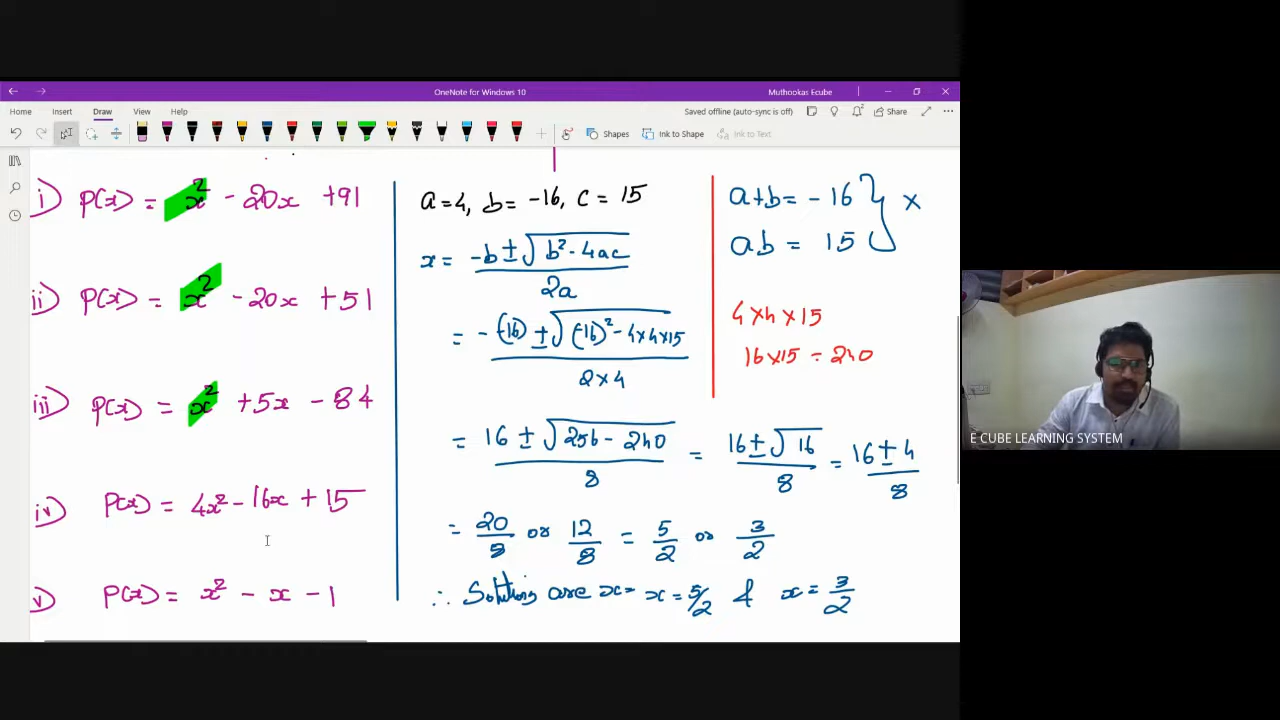 OneNote for Windows 10
Muthookas Ecube
Home Insert Draw View Help
Saved offline (auto-sync is off)
Share
Shapes
Ink to Shape
Ink to Text
i) P(x) = x² - 20x + 91
ii) P(x) = x² - 20x + 51
iii) P(x) = x² + 5x - 84
iv) P(x) = 4x² - 16x + 15
v) P(x) = x² - x - 1
a=4, b= -16, c = 15
x = -b ± √b² - 4ac / 2a
= -(-16) ± √(-16)² - 4×4×15 / 2×4
= 16 ± √256 - 240 / 8 = 16 ± √16 / 8 = 16 ± 4 / 8
= 20/8 or 12/8 = 5/2 or 3/2
∴ Solutions are x= x = 5/2 & x = 3/2
a+b = -16 } ×
ab = 15
4×4×15
16×15 = 240
E CUBE LEARNING SYSTEM